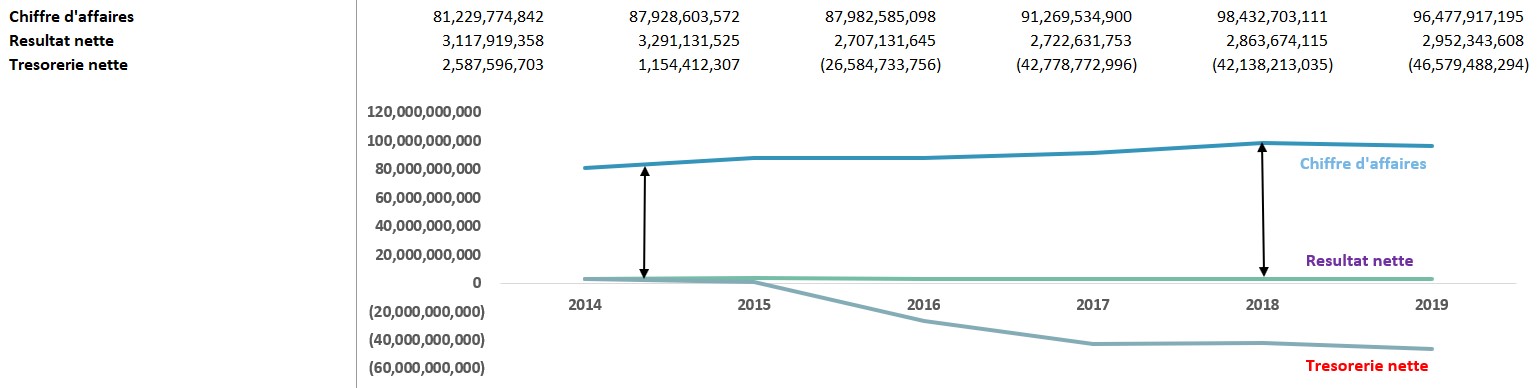 Chiffre d'affaires 81,229,774,842 87,928,603,572 87,982,585,098 91,269,534,900 98,432,703,111 96,477,917,195
Resultat nette 3,117,919,358 3,291,131,525 2,707,131,645 2,722,631,753 2,863,674,115 2,952,343,608
Tresorerie nette 2,587,596,703 1,154,412,307 (26,584,733,756) (42,778,772,996) (42,138,213,035) (46,579,488,294)
120,000,000,000
100,000,000,000
80,000,000,000
60,000,000,000
40,000,000,000
20,000,000,000
0
(20,000,000,000)
(40,000,000,000)
(60,000,000,000)
Chiffre d'affaires
Resultat nette
2014 2015 2016 2017 2018 2019
Tresorerie nette